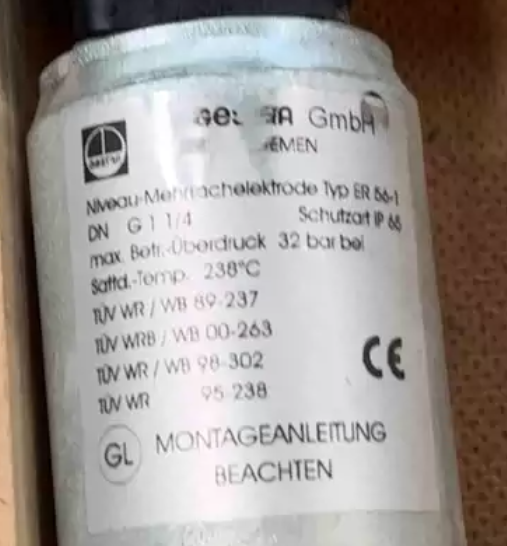 GmbH
Niveau-Mehrfachelektrode Typ ER 56-1
DN G 1 1/4 Schutzart IP 65
max. Betr.-Überdruck 32 bar bei
Sattd.-Temp. 238°C
TÜV WR / WB 89-237
TÜV WRB / WB 00-263
TÜV WR / WB 98-302
TÜV WR 95-238
CE
GL MONTAGEANLEITUNG
BEACHTEN